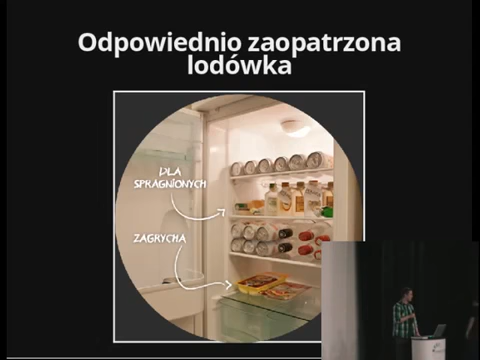 Odpowiednio zaopatrzona
lodówka
DLA
SPRAGNIONYCH
ZAGRYCHA